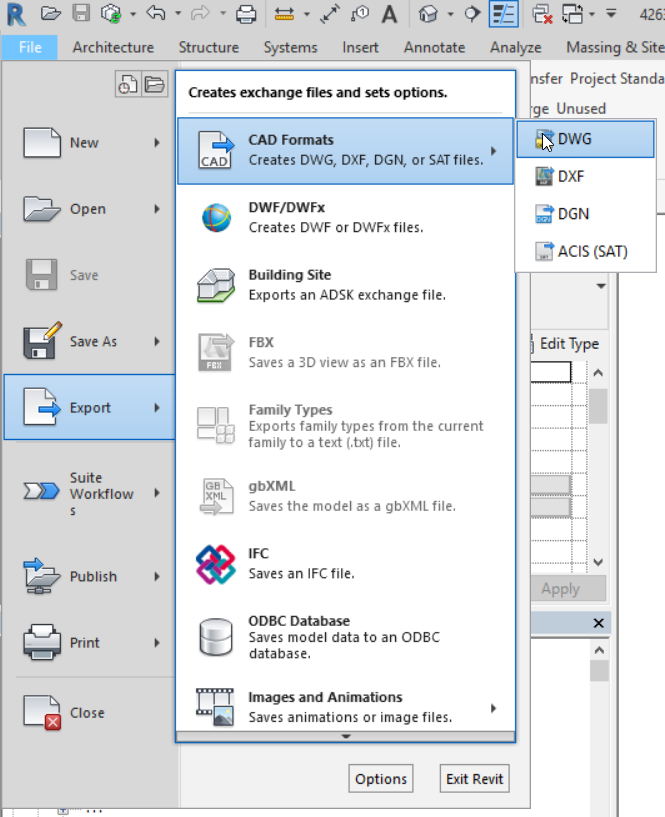 R
A
4263
File Architecture Structure Systems Insert Annotate Analyze Massing & Site
nsfer Project Standa
rge Unused
Creates exchange files and sets options.
New
Open
Save
Save As
Export
Suite
Workflow
s
Publish
Print
Close
CAD
CAD Formats
Creates DWG, DXF, DGN, or SAT files.
DWF/DWFx
Creates DWF or DWFx files.
Building Site
Exports an ADSK exchange file.
FBX
FBX
Saves a 3D view as an FBX file.
Family Types
Exports family types from the current
family to a text (.txt) file.
GB
XML
gbXML
Saves the model as a gbXML file.
IFC
Saves an IFC file.
ODBC Database
Saves model data to an ODBC
database.
Images and Animations
Saves animations or image files.
DWG
DXF
DGN
ACIS (SAT)
Edit Type
Apply
Options
Exit Revit